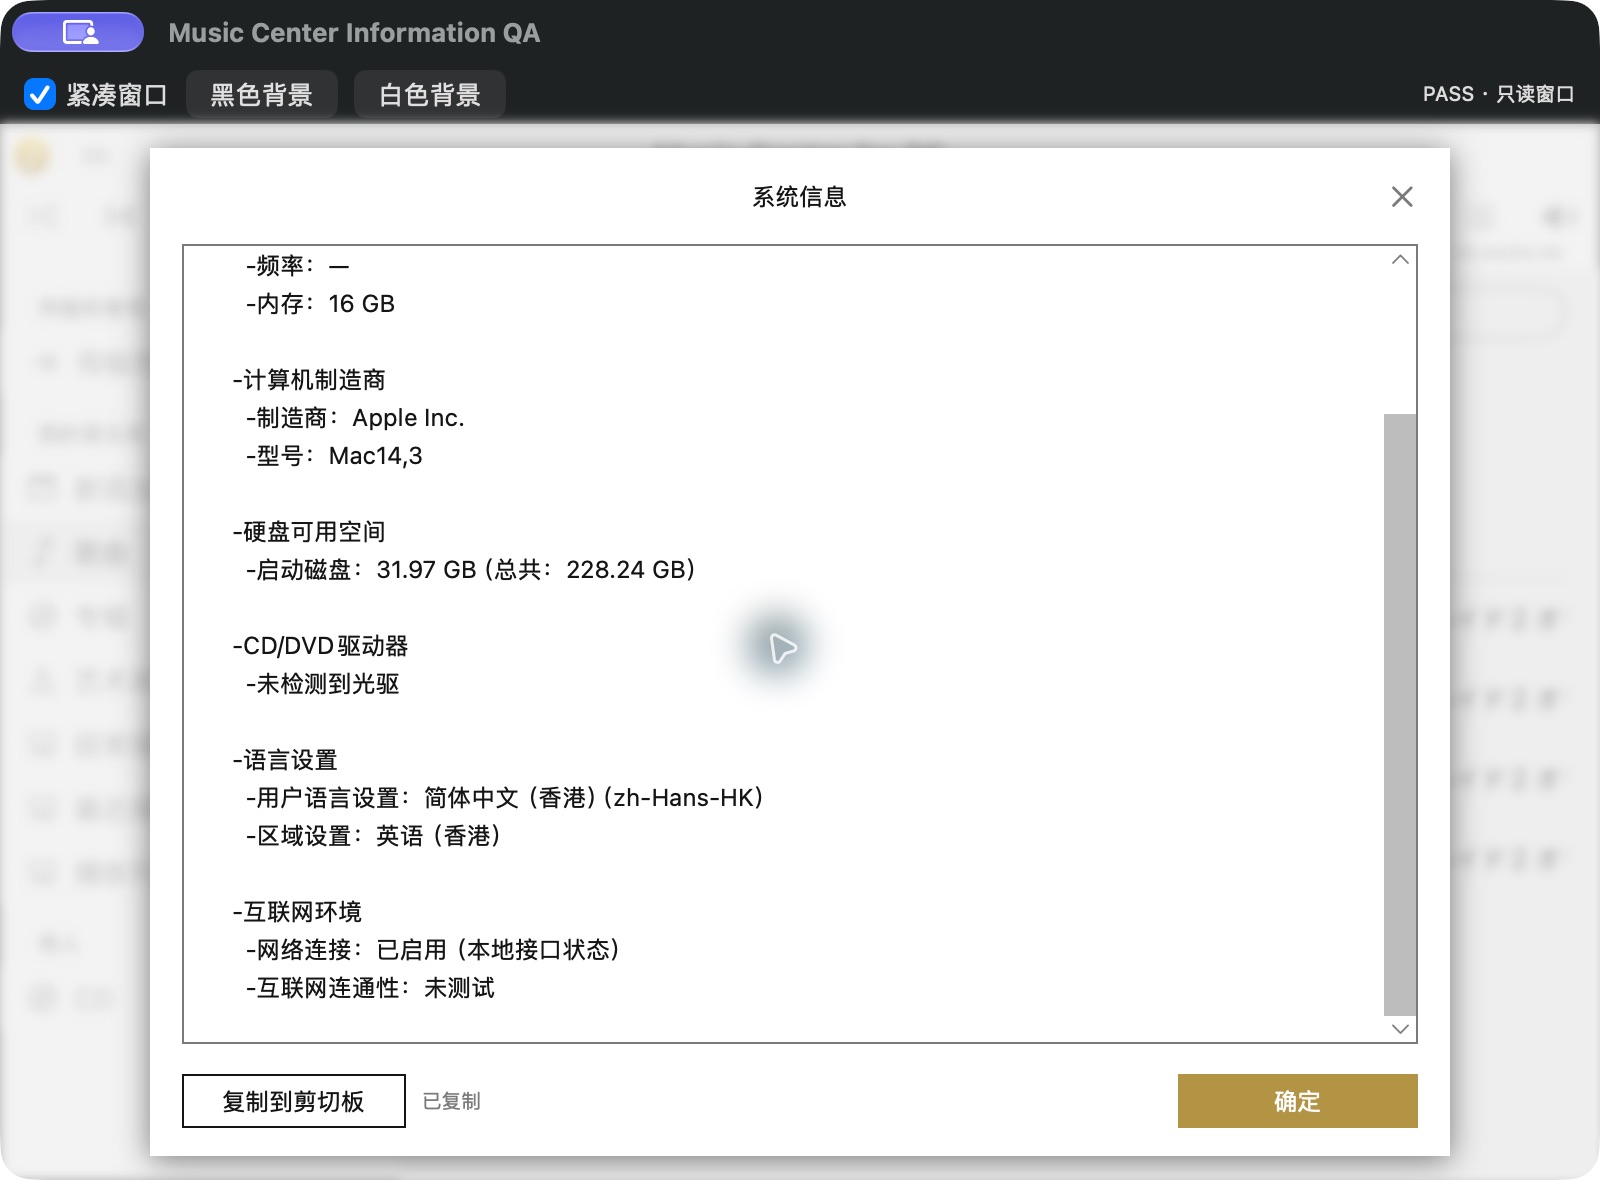 Music Center Information QA
紧凑窗口 黑色背景 白色背景 PASS · 只读窗口
系统信息
-频率：—
-内存：16 GB
-计算机制造商
-制造商：Apple Inc.
-型号：Mac14,3
-硬盘可用空间
-启动磁盘：31.97 GB（总共：228.24 GB）
-CD/DVD驱动器
-未检测到光驱
-语言设置
-用户语言设置：简体中文（香港）(zh-Hans-HK)
-区域设置：英语（香港）
-互联网环境
-网络连接：已启用（本地接口状态）
-互联网连通性：未测试
复制到剪切板 已复制 确定